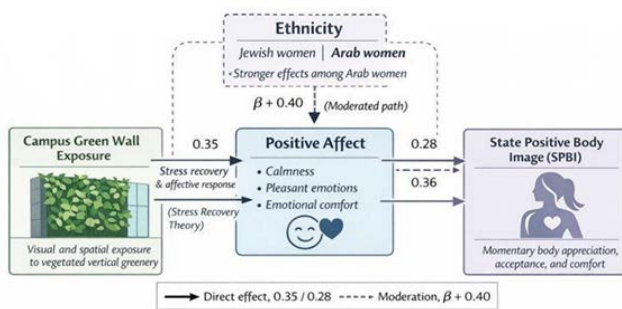 Ethnicity
Jewish women | Arab women
• Stronger effects among Arab women
β + 0.40 (Moderated path)
Campus Green Wall
Exposure
Visual and spatial exposure
to vegetated vertical greenery
0.35
Stress recovery
& affective response
(Stress Recovery
Theory)
Positive Affect
• Calmness
• Pleasant emotions
• Emotional comfort
0.28
0.36
State Positive Body
Image (SPBI)
Momentary body appreciation,
acceptance, and comfort
Direct effect, 0.35 / 0.28 Moderation, β + 0.40